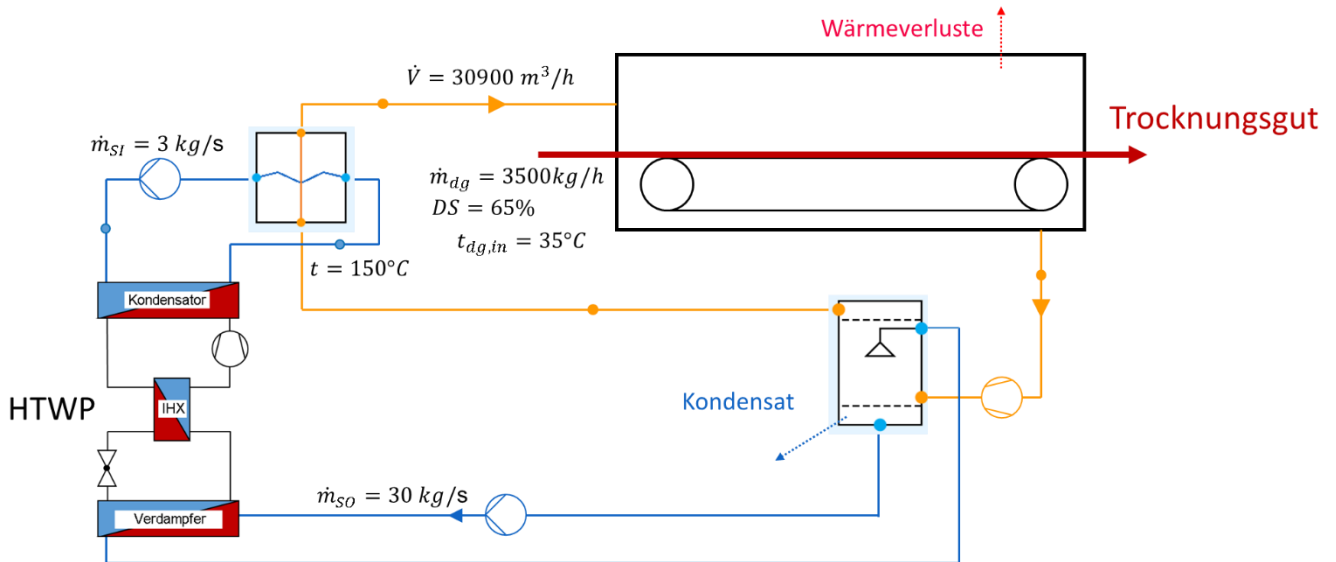 Wärmeverluste
V̇ = 30900 m³/h
Trocknungsgut
ṁ_SI = 3 kg/s
ṁ_dg = 3500kg/h
DS = 65%
t_dg,in = 35°C
t = 150°C
Kondensator
HTWP
IHX
Kondensat
ṁ_SO = 30 kg/s
Verdampfer